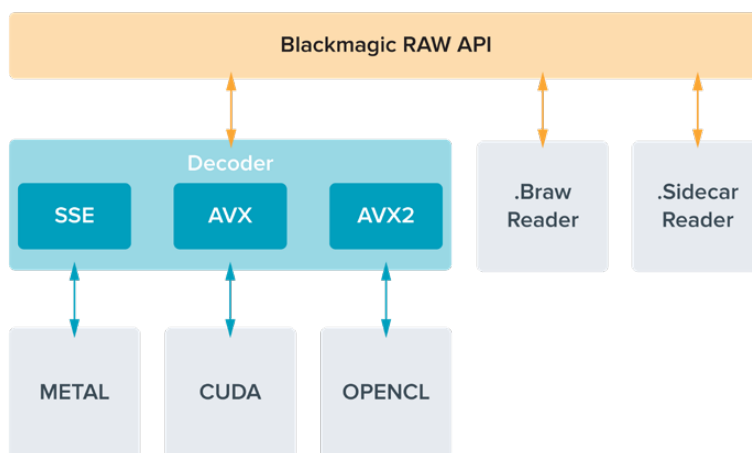 Blackmagic RAW API
Decoder
SSE
AVX
AVX2
.Braw
Reader
.Sidecar
Reader
METAL
CUDA
OPENCL